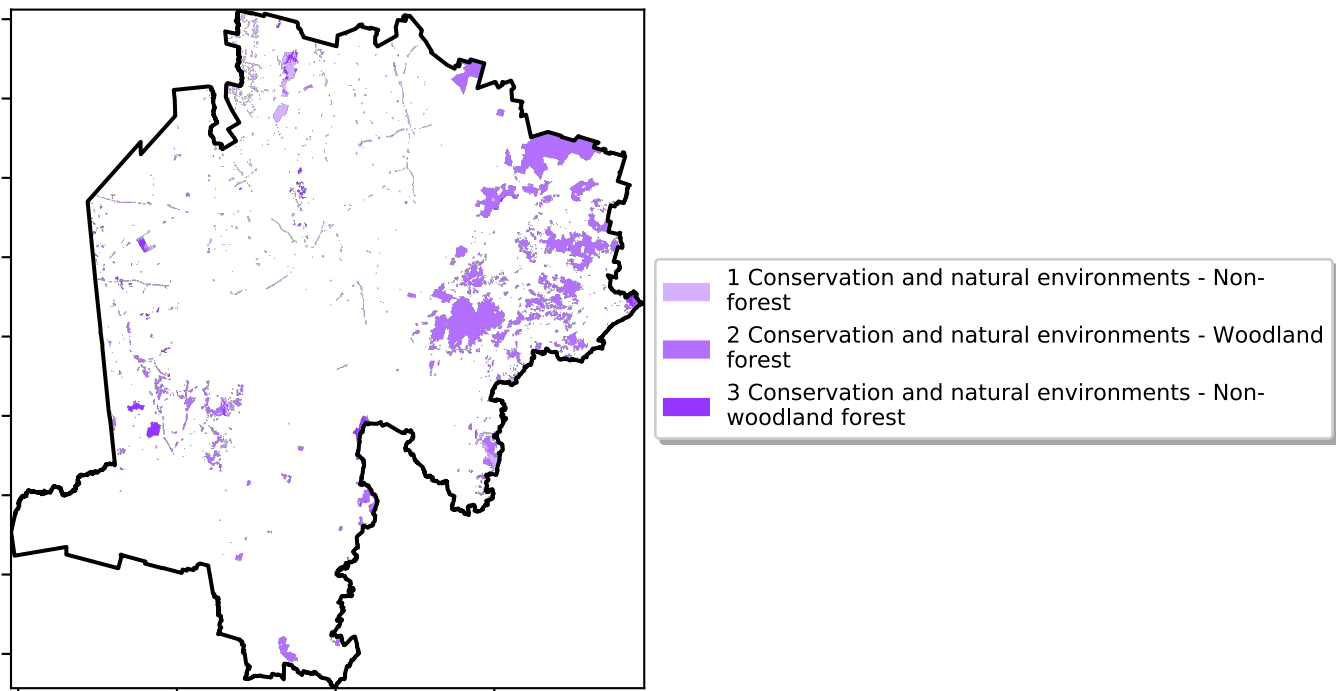 1 Conservation and natural environments - Non-
forest
2 Conservation and natural environments - Woodland
forest
3 Conservation and natural environments - Non-
woodland forest